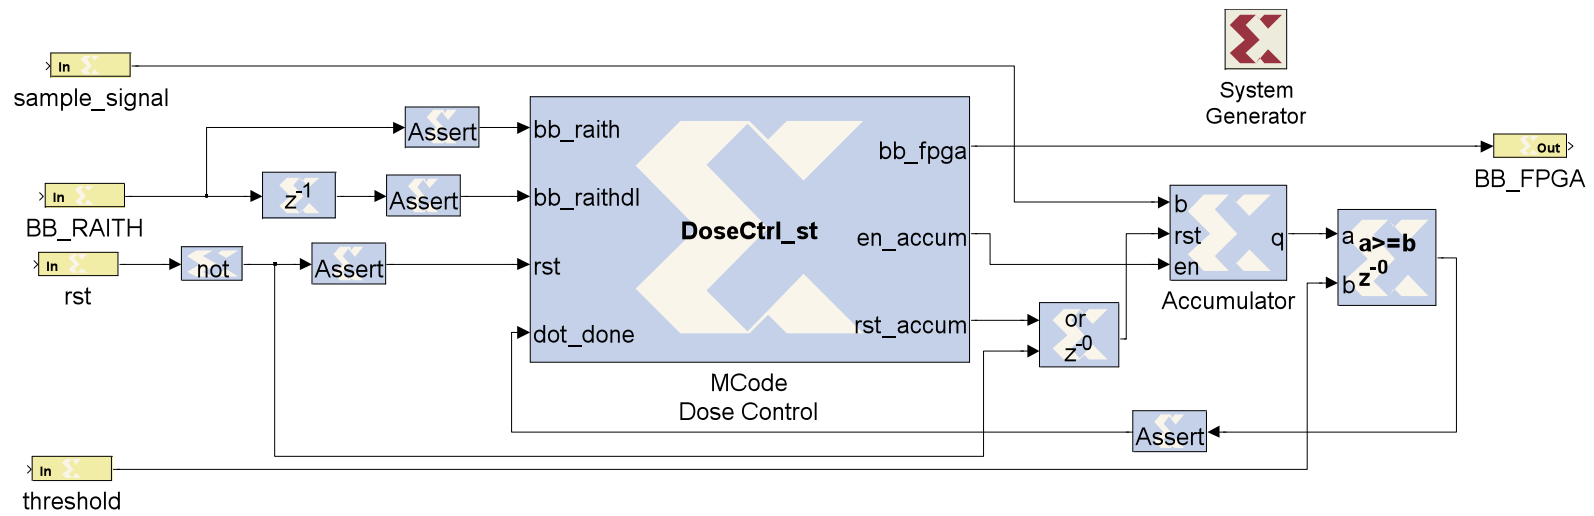 System
Generator
In
sample_signal
Assert
bb_raith
bb_fpga
Out
BB_FPGA
In
BB_RAITH
z-1
Assert
bb_raithdl
DoseCtrl_st
en_accum
b
rst
en
q
Accumulator
a
b
a>=b
z-0
In
rst
not
Assert
rst
dot_done
rst_accum
or
z-0
MCode
Dose Control
Assert
In
threshold